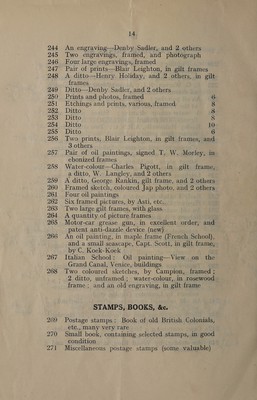 14
244 An engraving—Denby Sadler, and 2 others
245 Two engravings, framed, and photograph
246 Four large engravings, framed
247 Pair of prints—Blair Leighton, in gilt frames
248 A ditto—Henry Holiday, and 2 others, in gilt
frames
249 Ditto—Denby Sadler, and 2 others
250 Prints and photos, framed 6
251 Etchings and prints, various, framed 8
252 Ditto 8
253 Ditto 8
254 Ditto 10
255 Ditto 6
256 Two prints, Blair Leighton, in gilt frames, and
3 others
257 Pair of oil paintings, signed T. W. Morley, in
ebonized frames
258 Water-colour—Charles Pigott, in gilt frame,
a ditto, W. Langley, and 2 others
259 A ditto, George Rankin, gilt frame, and 2 others
260 Framed sketch, coloured Jap photo, and 2 others
261 Four oil paintings
262 Six framed pictures, by Asti, etc.
263 Two large gilt frames, with glass
264 A quantity of picture frames
265 Motor-car grease gun, in excellent order, and
patent anti-dazzle device (new)
266 An oil painting, in maple frame (French School),
and a small seascape, Capt. Scott, in gilt frame,
by C. Koek-Koek
267 Italian School: Oil painting—View on the
Grand Canal, Venice, buildings
268 Two coloured sketches, by Campion, framed;
2 ditto, unframed; water-colour, in rosewood
frame; and an old engraving, in gilt frame
STAMPS, BOOKS, &c.
269 Postage stamps: Book of old British Colonials,
etc., many very rare
270 Small book, containing selected stamps, in good
condition
271 Miscellaneous postage stamps (some valuable)